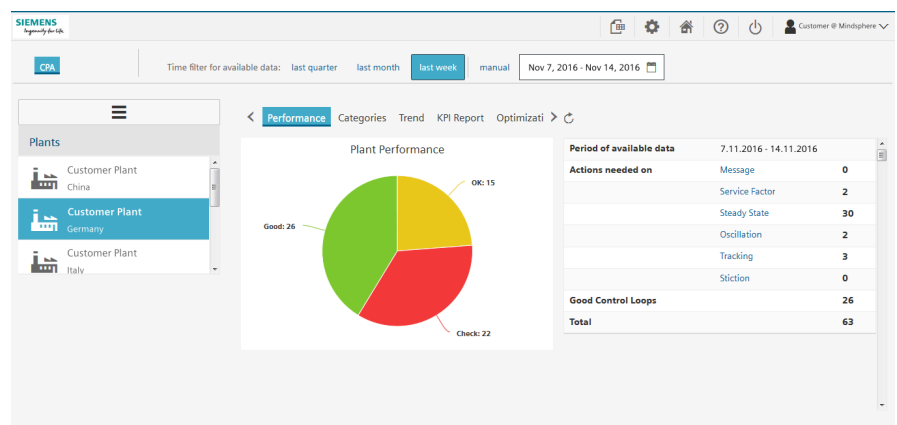 SIEMENS
Ingenuity for life
Customer @ Mindsphere
CPA
Time filter for available data: last quarter last month last week manual Nov 7, 2016 - Nov 14, 2016
Performance Categories Trend KPI Report Optimizati
Plants
Customer Plant
China
Customer Plant
Germany
Customer Plant
Italy
Plant Performance
OK: 15
Good: 26
Check: 22
Period of available data 7.11.2016 - 14.11.2016
Actions needed on Message 0
Service Factor 2
Steady State 30
Oscillation 2
Tracking 3
Stiction 0
Good Control Loops 26
Total 63